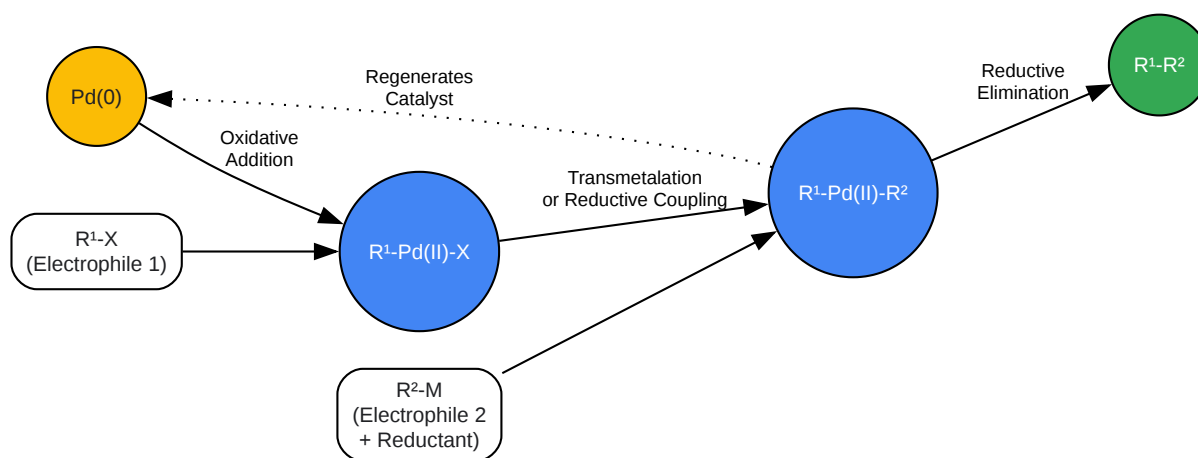 Pd(0)
Regenerates
Catalyst
Reductive
Elimination
R¹-R²
Oxidative
Addition
R¹-X
(Electrophile 1)
R¹-Pd(II)-X
Transmetalation
or Reductive Coupling
R¹-Pd(II)-R²
R²-M
(Electrophile 2
+ Reductant)